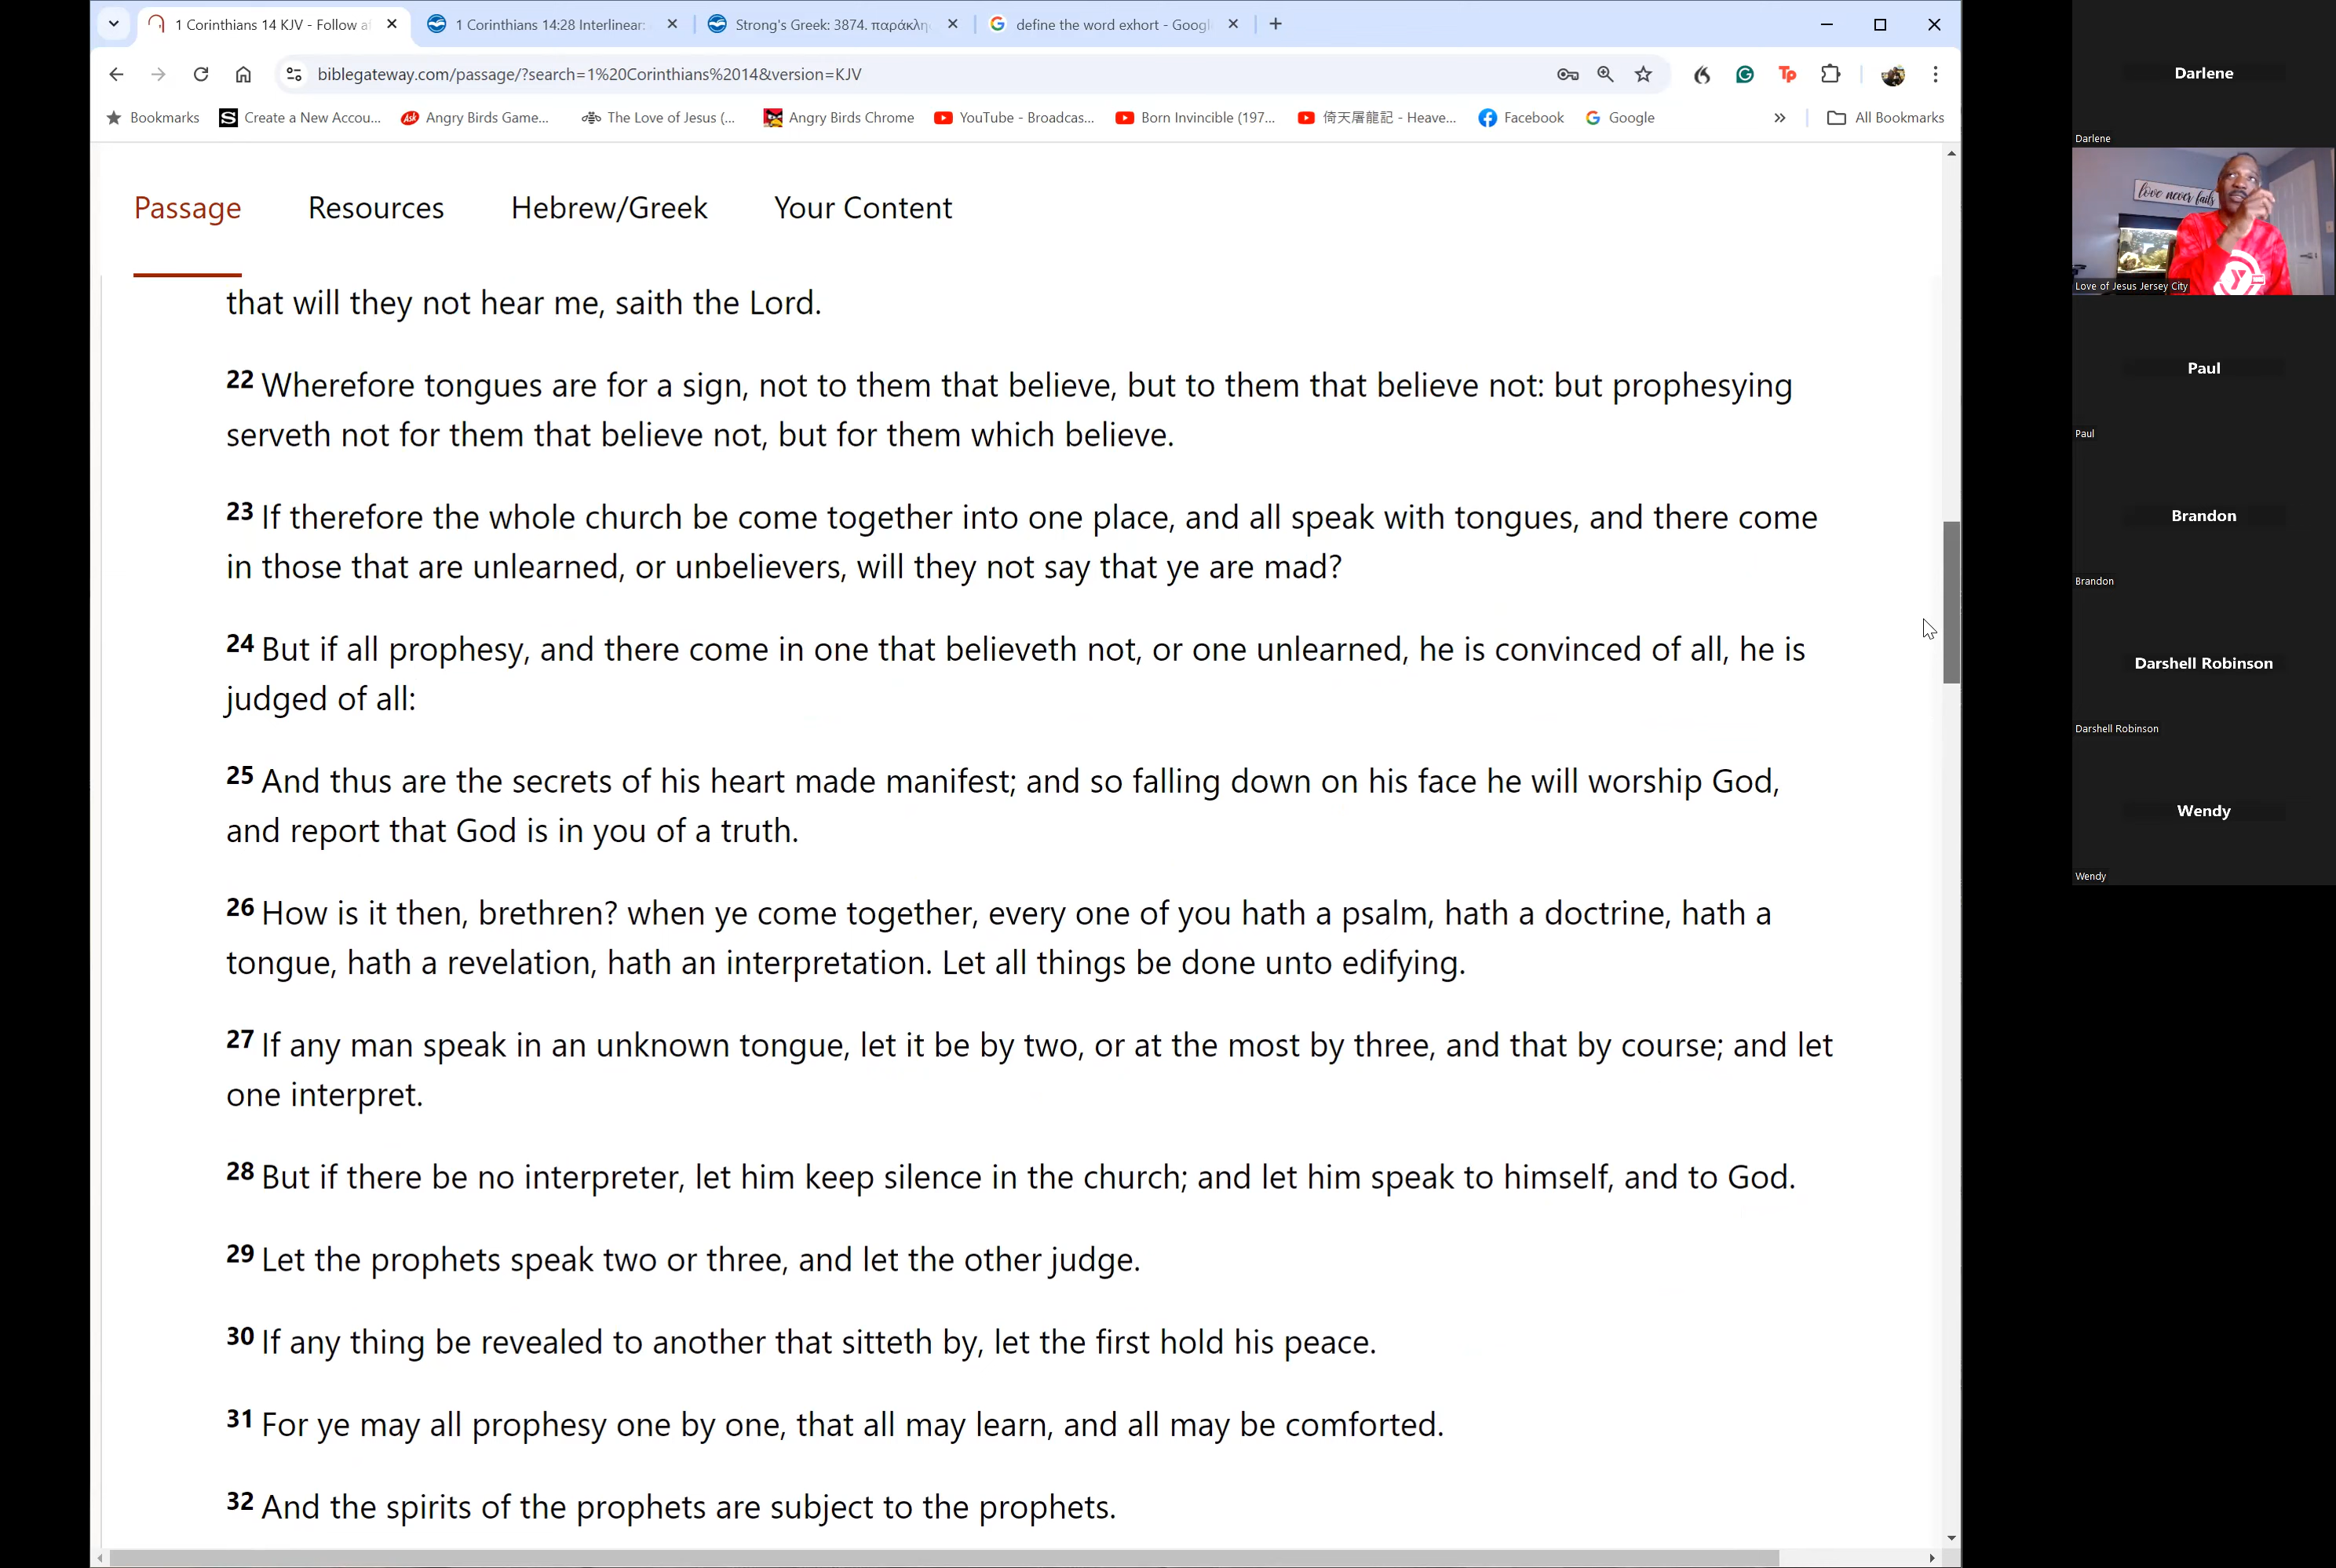 1 Corinthians 14 KJV - Follow af
1 Corinthians 14:28 Interlinear:
Strong's Greek: 3874. παράκλη
define the word exhort - Googl
biblegateway.com/passage/?search=1%20Corinthians%2014&version=KJV
Bookmarks
Create a New Accou...
Ask
Angry Birds Game...
The Love of Jesus (...
Angry Birds Chrome
YouTube - Broadcas...
Born Invincible (197...
倚天屠龍記 - Heave...
Facebook
Google
All Bookmarks
Passage
Resources
Hebrew/Greek
Your Content
that will they not hear me, saith the Lord.
22 Wherefore tongues are for a sign, not to them that believe, but to them that believe not: but prophesying
serveth not for them that believe not, but for them which believe.
23 If therefore the whole church be come together into one place, and all speak with tongues, and there come
in those that are unlearned, or unbelievers, will they not say that ye are mad?
24 But if all prophesy, and there come in one that believeth not, or one unlearned, he is convinced of all, he is
judged of all:
25 And thus are the secrets of his heart made manifest; and so falling down on his face he will worship God,
and report that God is in you of a truth.
26 How is it then, brethren? when ye come together, every one of you hath a psalm, hath a doctrine, hath a
tongue, hath a revelation, hath an interpretation. Let all things be done unto edifying.
27 If any man speak in an unknown tongue, let it be by two, or at the most by three, and that by course; and let
one interpret.
28 But if there be no interpreter, let him keep silence in the church; and let him speak to himself, and to God.
29 Let the prophets speak two or three, and let the other judge.
30 If any thing be revealed to another that sitteth by, let the first hold his peace.
31 For ye may all prophesy one by one, that all may learn, and all may be comforted.
32 And the spirits of the prophets are subject to the prophets.
Darlene
Darlene
love never fails
Love of Jesus Jersey City
Paul
Paul
Brandon
Brandon
Darshell Robinson
Darshell Robinson
Wendy
Wendy